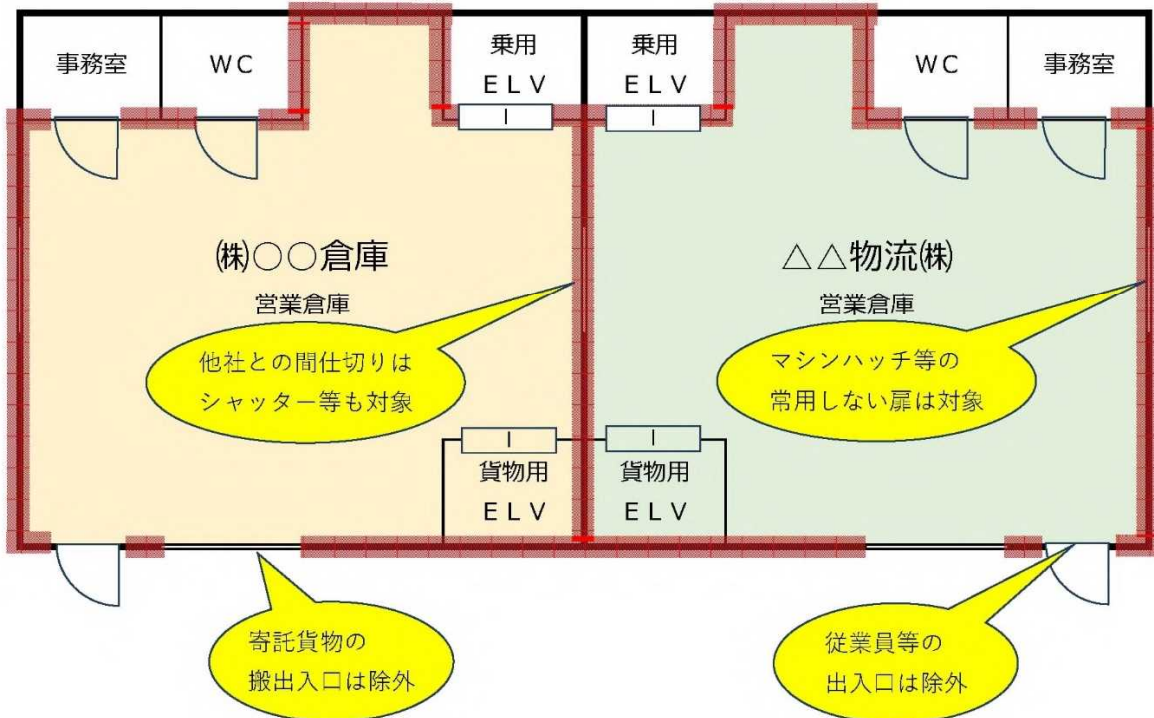 事務室
ＷＣ
乗用
ＥＬＶ
乗用
ＥＬＶ
ＷＣ
事務室
㈱○○倉庫
営業倉庫
△△物流㈱
営業倉庫
他社との間仕切りは
シャッター等も対象
マシンハッチ等の
常用しない扉は対象
貨物用
ＥＬＶ
貨物用
ＥＬＶ
寄託貨物の
搬出入口は除外
従業員等の
出入口は除外